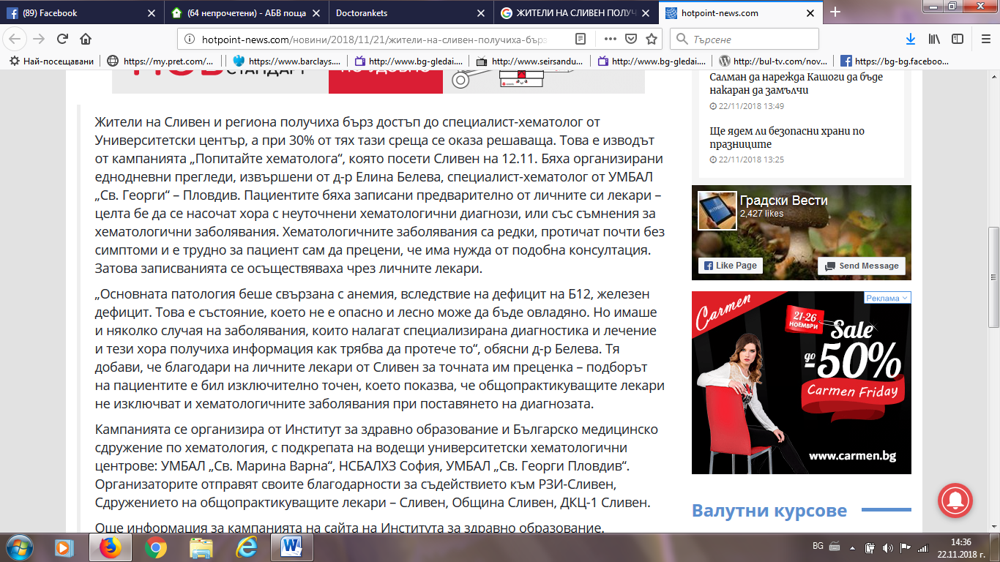 (89) Facebook
(64 непрочетени) - АБВ поща
Doctorankets
ЖИТЕЛИ НА СЛИВЕН ПОЛУЧ
hotpoint-news.com
hotpoint-news.com/новини/2018/11/21/жители-на-сливен-получиха-бърз
Търсене
Най-посещавани
https://my.pret.com/...
https://www.barclays....
http://www.bg-gledai....
http://www.seirsandu...
http://www.bg-gledai....
http://bul-tv.com/nov...
https://bg-bg.faceboo...
Жители на Сливен и региона получиха бърз достъп до специалист-хематолог от
Университетски център, а при 30% от тях тази среща се оказа решаваща. Това е изводът
от кампанията „Попитайте хематолога“, която посети Сливен на 12.11. Бяха организирани
еднодневни прегледи, извършени от д-р Елина Белева, специалист-хематолог от УМБАЛ
„Св. Георги“ – Пловдив. Пациентите бяха записани предварително от личните си лекари –
целта бе да се насочат хора с неуточнени хематологични диагнози, или със съмнения за
хематологични заболявания. Хематологичните заболявания са редки, протичат почти без
симптоми и е трудно за пациент сам да прецени, че има нужда от подобна консултация.
Затова записванията се осъществяваха чрез личните лекари.
„Основната патология беше свързана с анемия, вследствие на дефицит на Б12, железен
дефицит. Това е състояние, което не е опасно и лесно може да бъде овладяно. Но имаше
и няколко случая на заболявания, които налагат специализирана диагностика и лечение
и тези хора получиха информация как трябва да протече то“, обясни д-р Белева. Тя
добави, че благодари на личните лекари от Сливен за точната им преценка – подборът
на пациентите е бил изключително точен, което показва, че общопрактикуващите лекари
не изключват и хематологичните заболявания при поставянето на диагнозата.
Кампанията се организира от Институт за здравно образование и Българско медицинско
сдружение по хематология, с подкрепата на водещи университетски хематологични
центрове: УМБАЛ „Св. Марина Варна“, НСБАЛХЗ София, УМБАЛ „Св. Георги Пловдив“.
Организаторите отправят своите благодарности за съдействието към РЗИ-Сливен,
Сдружението на общопрактикуващите лекари – Сливен, Община Сливен, ДКЦ-1 Сливен.
Още информация за кампанията на сайта на Института за здравно образование.
Салман да нарежда Кашоги да бъде
накаран да замълчи
22/11/2018 13:49
Ще ядем ли безопасни храни по
празниците
22/11/2018 13:25
Градски Вести
2,427 likes
Like Page
Send Message
Реклама
Carmen
21-26
НОЕМВРИ
Sale
до
-50%
Carmen Friday
www.carmen.bg
Валутни курсове
BG
14:36
22.11.2018 г.